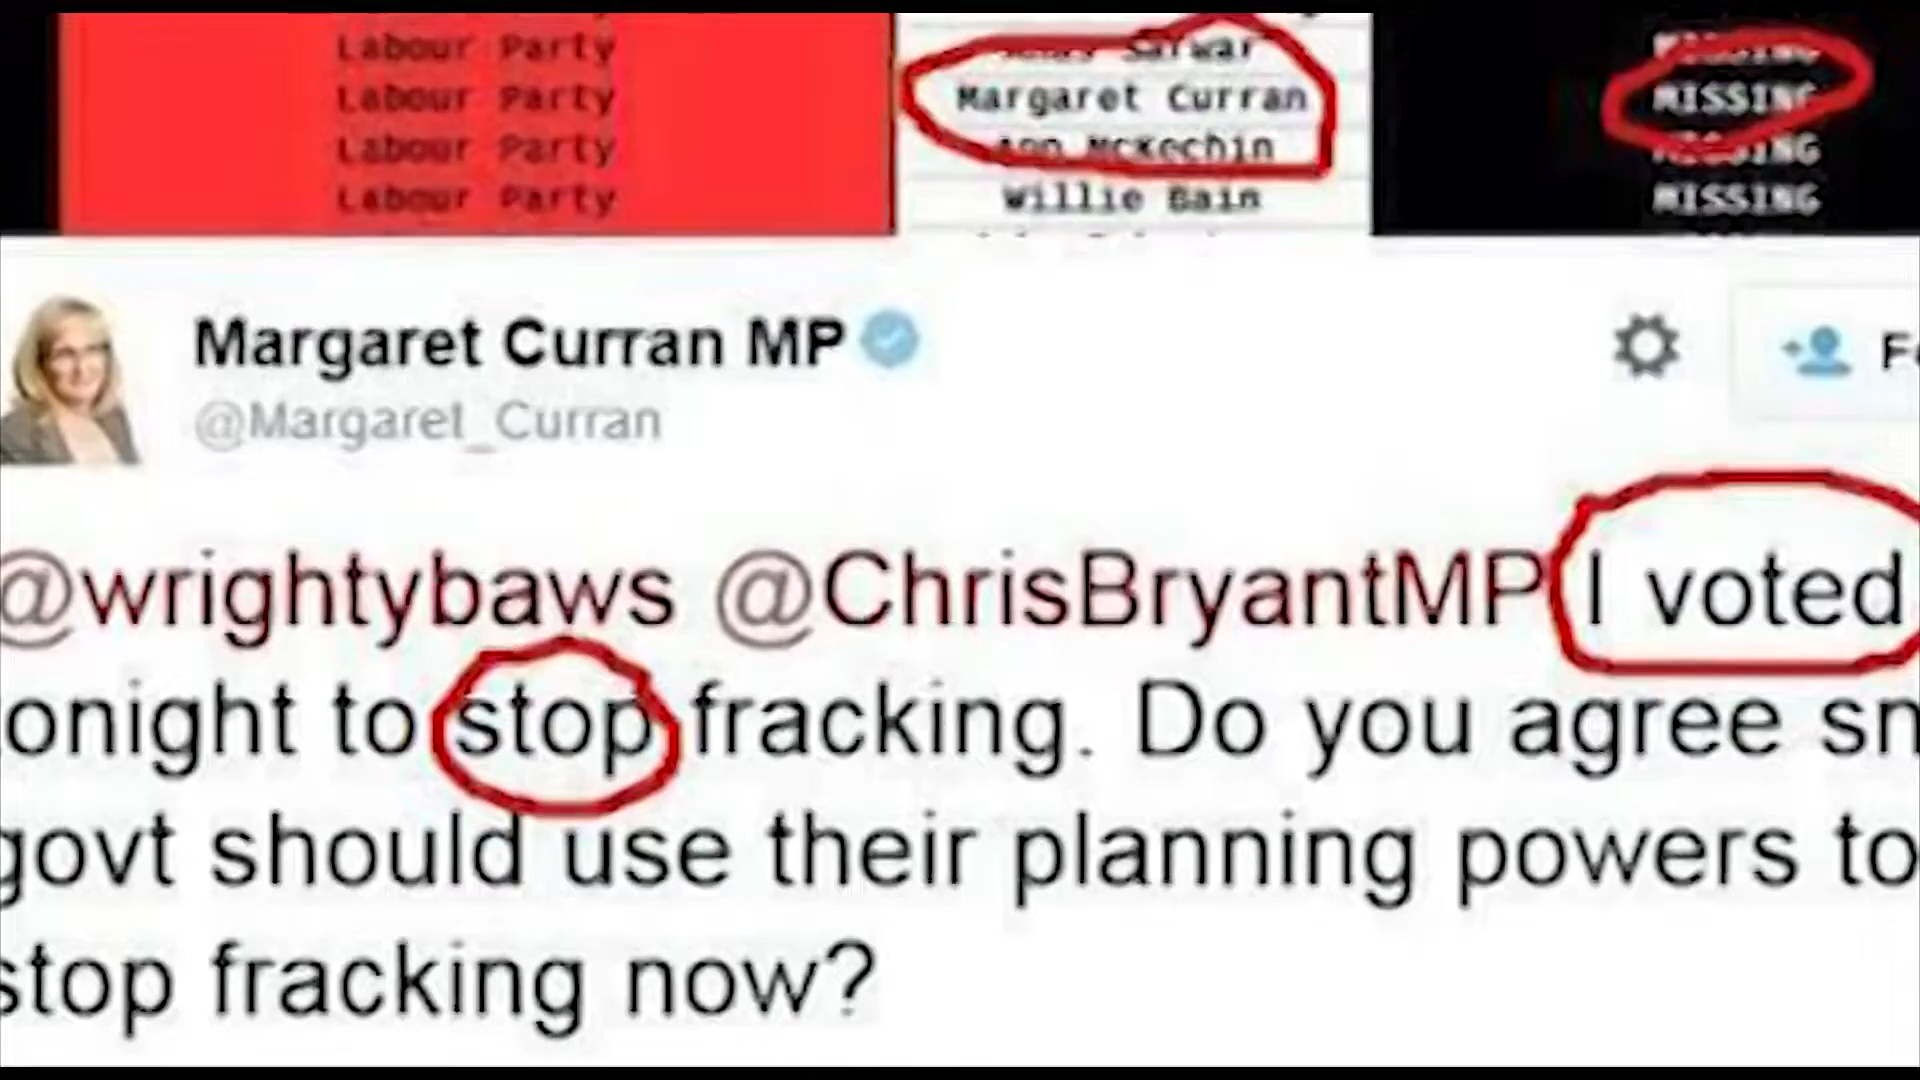 Labour Party Sarwar
Labour Party Margaret Curran MISSING
Labour Party Ann McKechin MISSING
Labour Party Willie Bain MISSING
Margaret Curran MP
@Margaret_Curran
@wrightybaws @ChrisBryantMP I voted
onight to stop fracking. Do you agree sn
govt should use their planning powers to
stop fracking now?